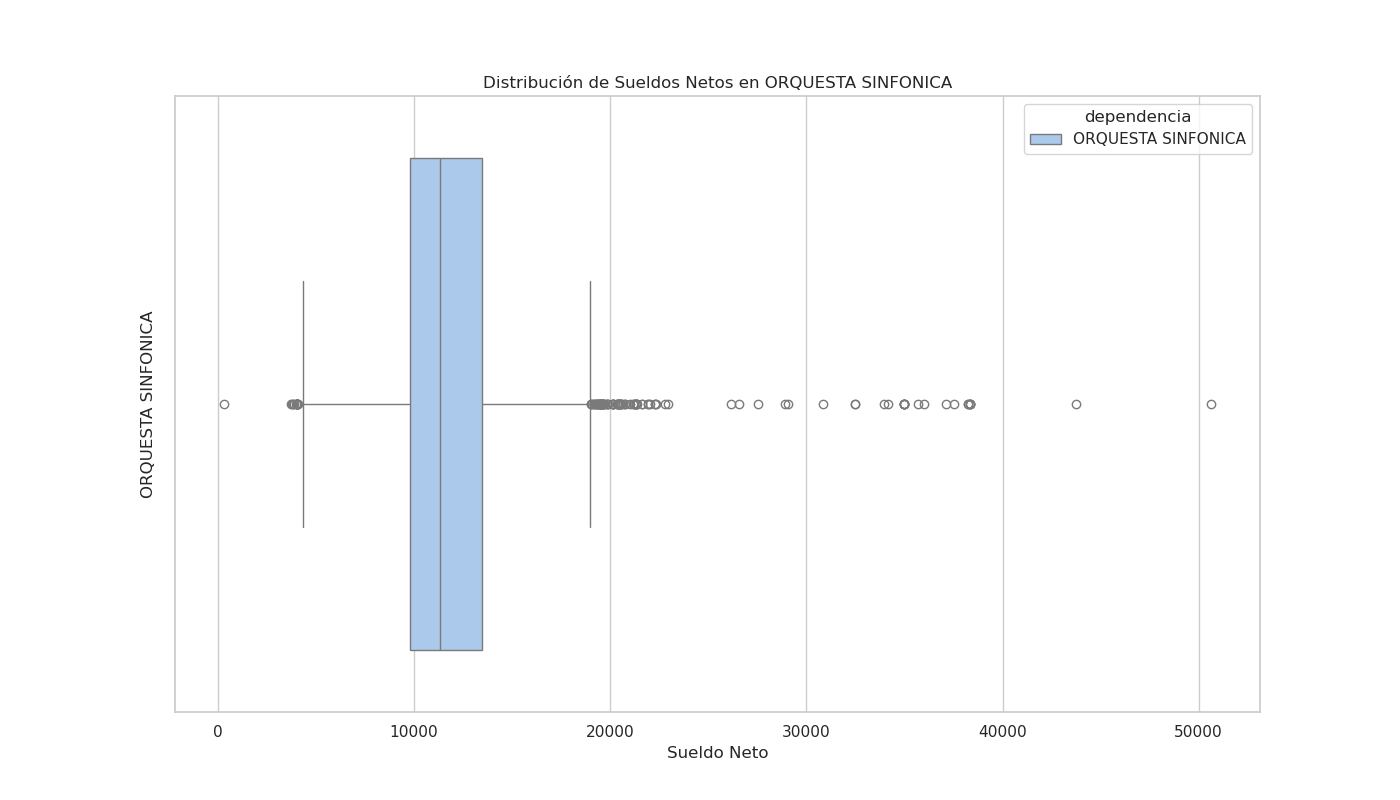 Distribución de Sueldos Netos en ORQUESTA SINFONICA
dependencia
ORQUESTA SINFONICA
ORQUESTA SINFONICA
0
10000
20000
30000
40000
50000
Sueldo Neto